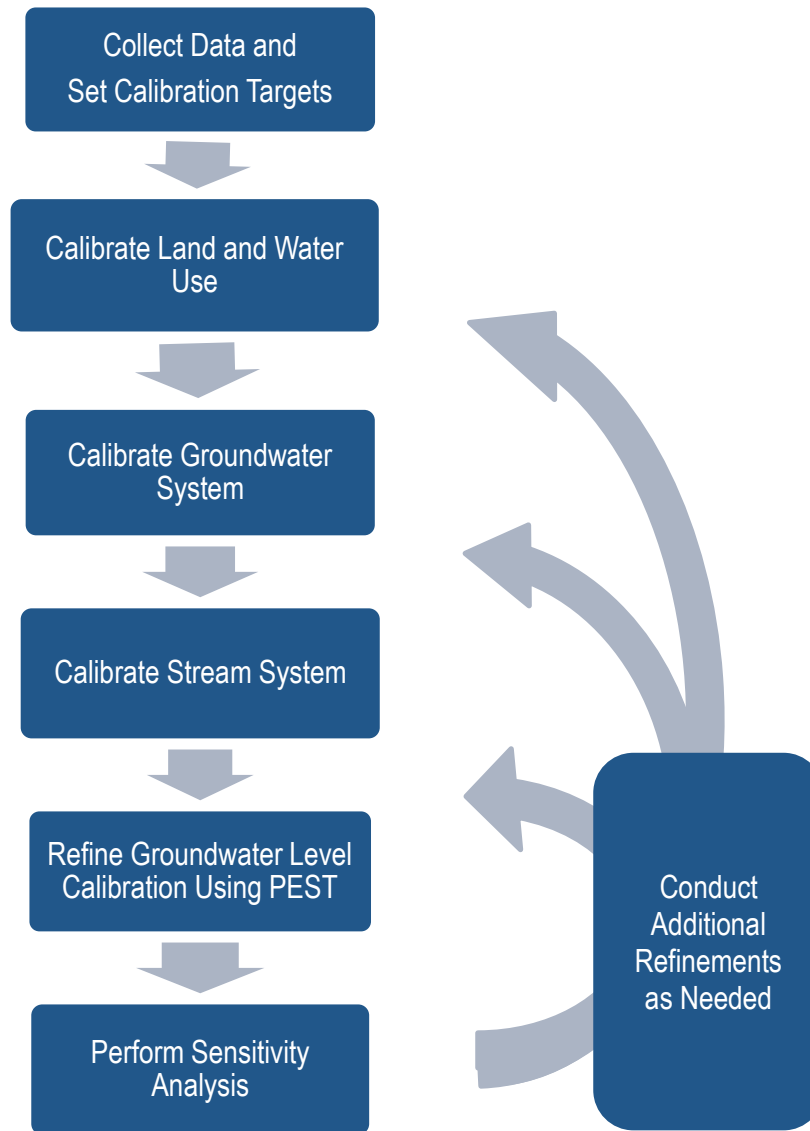 Collect Data and
Set Calibration Targets
Calibrate Land and Water
Use
Calibrate Groundwater
System
Calibrate Stream System
Refine Groundwater Level
Calibration Using PEST
Perform Sensitivity
Analysis
Conduct
Additional
Refinements
as Needed